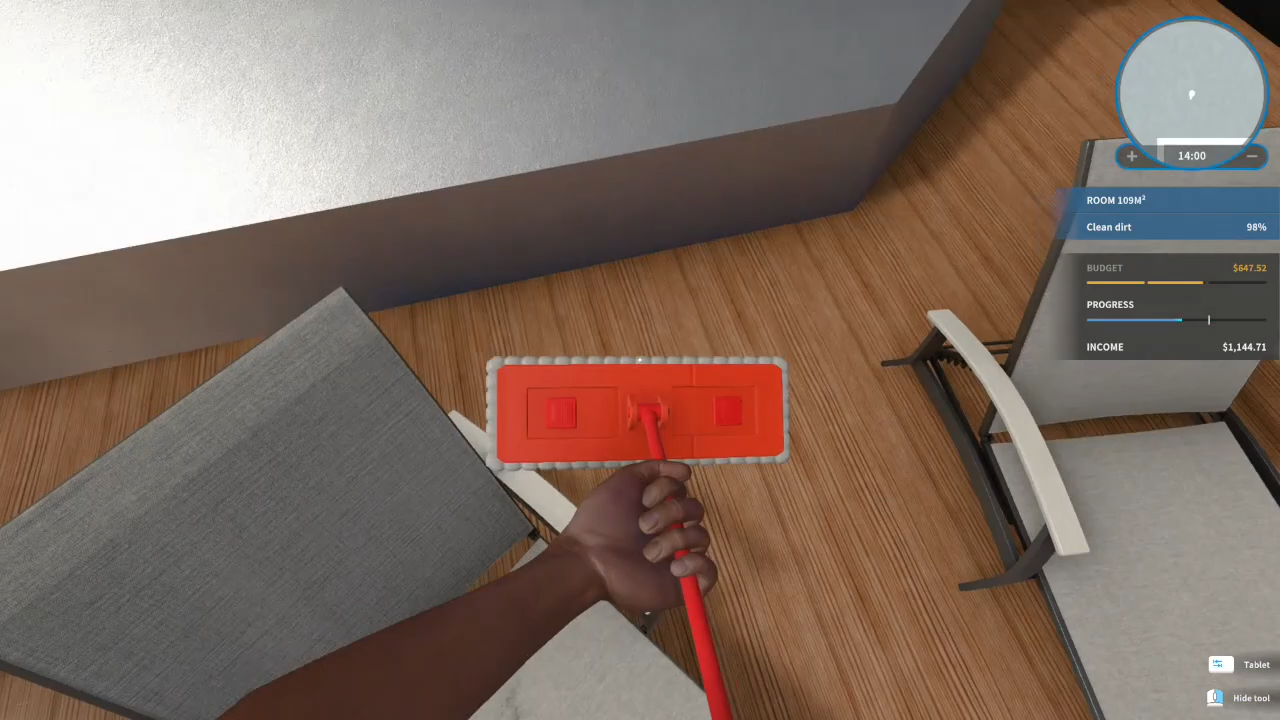 + 14:00 −
ROOM 109M²
Clean dirt 98%
BUDGET $647.52
PROGRESS
INCOME $1,144.71
Tablet
Hide tool